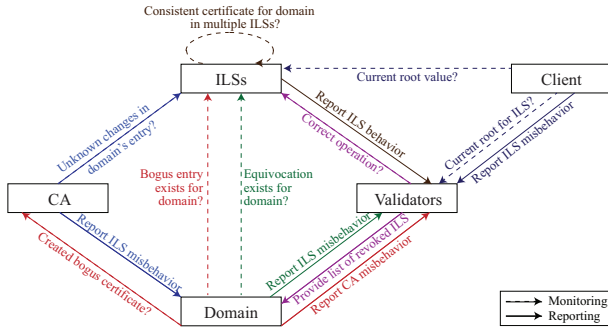 Consistent certificate for domain
in multiple ILSs?
ILSs
Current root value?
Client
Unknown changes in
domain's entry?
Report ILS behavior
Correct operation?
Current root for ILS?
Report ILS misbehavior
Bogus entry
exists for
domain?
Equivocation
exists for
domain?
CA
Validators
Report ILS misbehavior
Created bogus certificate?
Report ILS misbehavior
Provide list of revoked ILS
Report CA misbehavior
Domain
Monitoring
Reporting